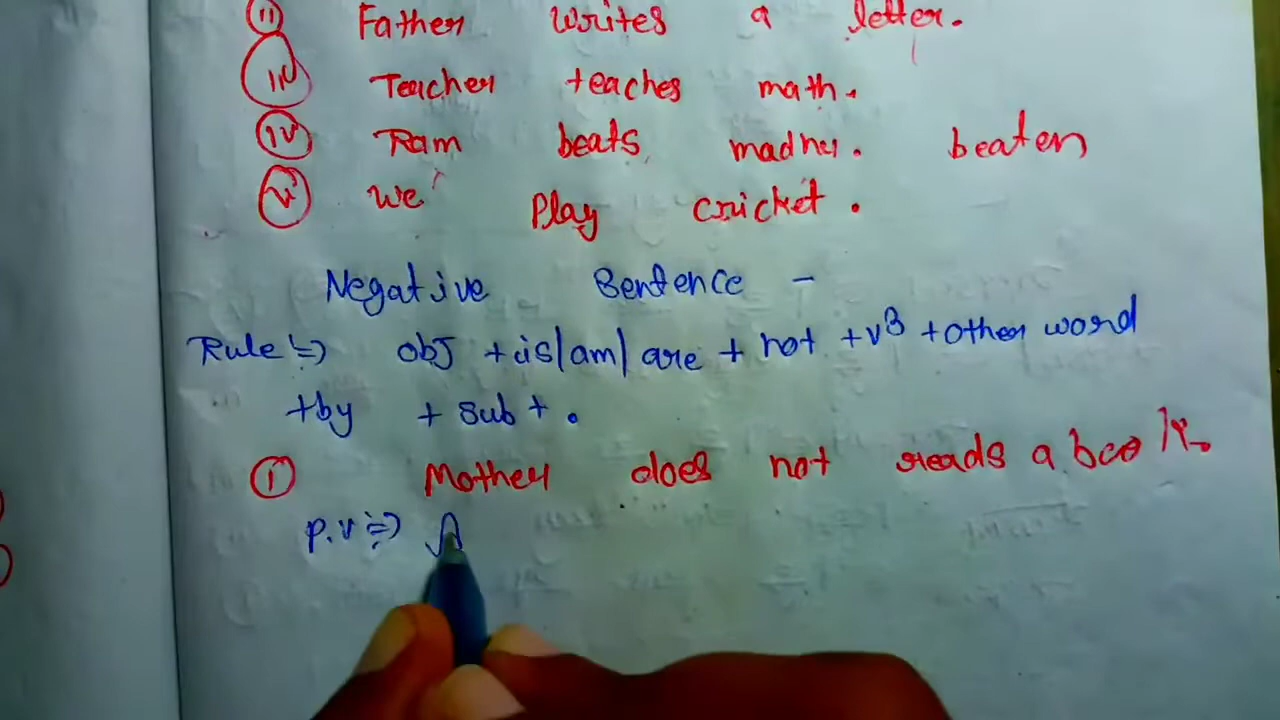 (ii) Father writes a letter.
(iii) Teacher teaches math.
(iv) Ram beats madhu. beaten
(v) We Play cricket.
Negative Sentence -
Rule :=> obj + is/am/are + not + v3 + other word
+by + sub + .
(i) Mother does not reads a book.
P.V :=> A